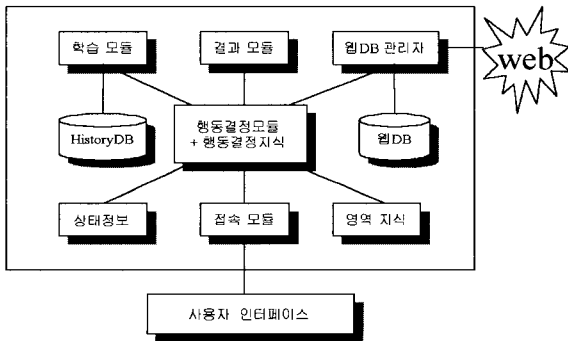 학습 모듈
결과 모듈
웹DB 관리자
web
HistoryDB
행동결정모듈
+ 행동결정지식
웹DB
상태정보
접속 모듈
영역 지식
사용자 인터페이스